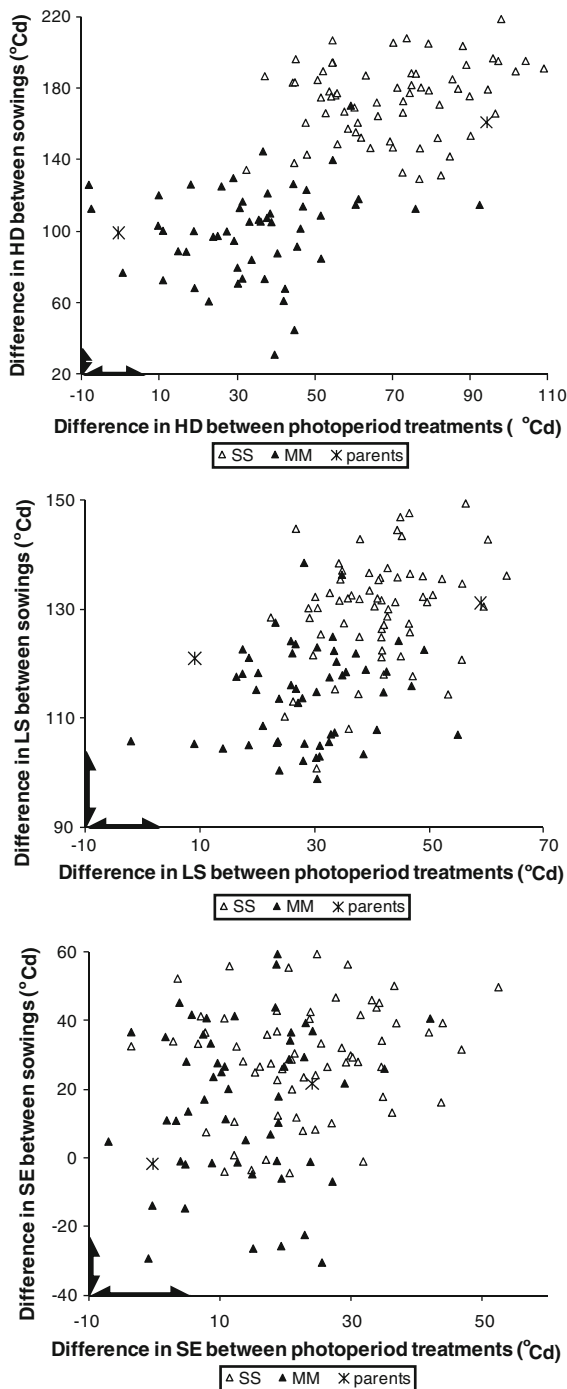 Difference in HD between sowings (°Cd)
220
180
140
100
60
20
-10 10 30 50 70 90 110
Difference in HD between photoperiod treatments ( °Cd)
△ SS ▲ MM ж parents
Difference in LS between sowings (°Cd)
150
130
110
90
-10 10 30 50 70
Difference in LS between photoperiod treatments (°Cd)
△ SS ▲ MM ж parents
Difference in SE between sowings (°Cd)
60
40
20
0
-20
-40
-10 10 30 50
Difference in SE between photoperiod treatments (°Cd)
△ SS ▲ MM ж parents